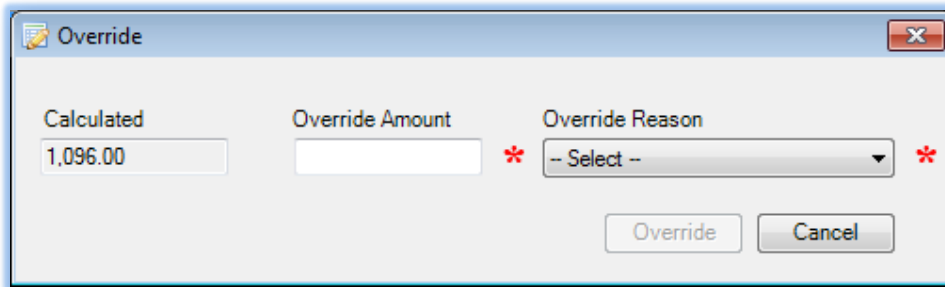 Override
Calculated Override Amount Override Reason
1,096.00 * -- Select -- *
Override Cancel